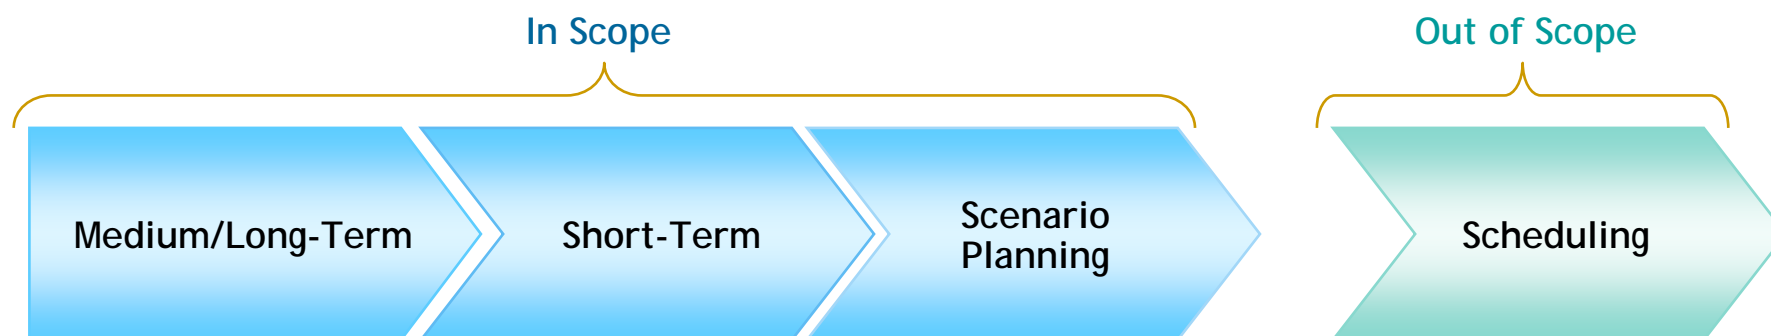 In Scope
Out of Scope
Medium/Long-Term
Short-Term
Scenario
Planning
Scheduling